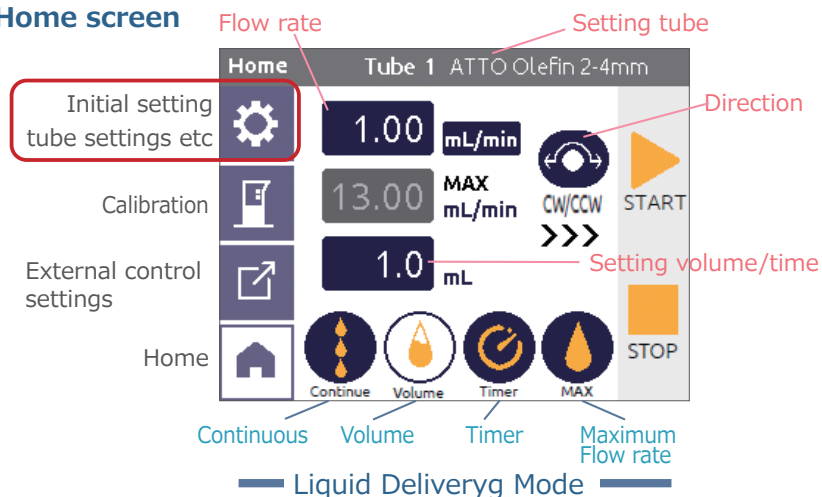 Home screen
Flow rate
Setting tube
Home
Tube 1 ATTO Olefin 2-4mm
Initial setting
tube settings etc
1.00 mL/min
Direction
Calibration
13.00 MAX
mL/min
CW/CCW
START
>>>
External control
settings
1.0 mL
Setting volume/time
Home
STOP
Continue
Volume
Timer
MAX
Continuous
Volume
Timer
Maximum
Flow rate
Liquid Deliveryg Mode